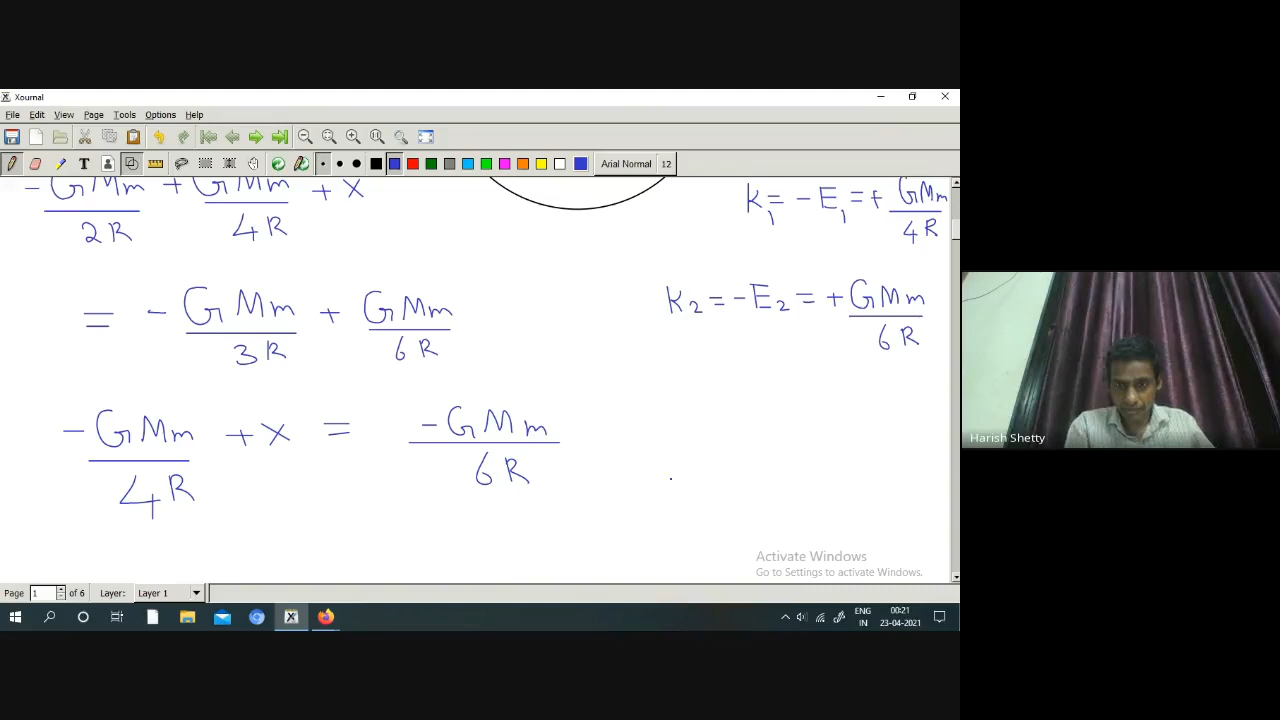 Xournal
File Edit View Page Tools Options Help
T
Arial Normal 12
- GMm/2R + GMm/4R + x
K₁ = - E₁ = + GMm/4R
= - GMm/3R + GMm/6R
K₂ = - E₂ = + GMm/6R
- GMm/4R + x = - GMm/6R
Harish Shetty
Activate Windows
Go to Settings to activate Windows.
Page 1 of 6 Layer: Layer 1
ENG
IN
00:21
23-04-2021